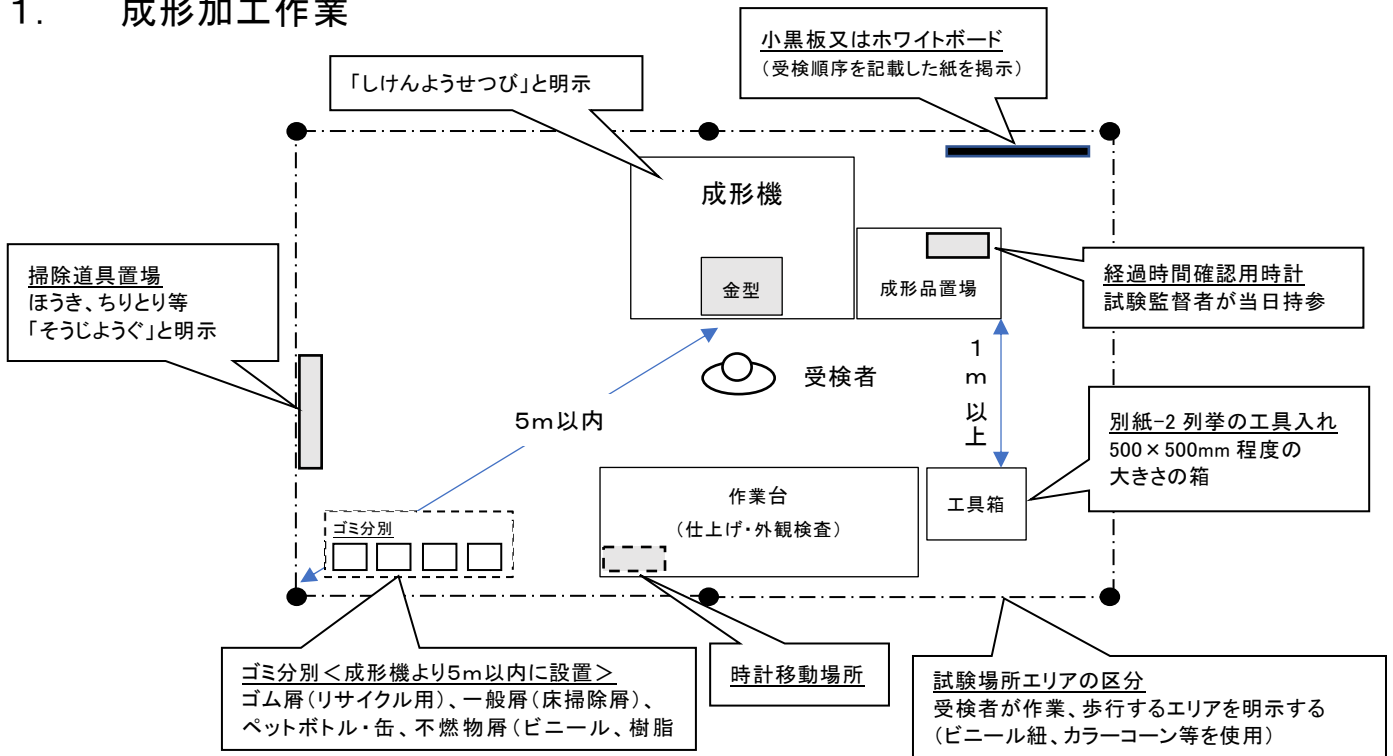 １．　成形加工作業
小黒板又はホワイトボード
（受検順序を記載した紙を掲示）
「しけんようせつび」と明示
成形機
金型
成形品置場
経過時間確認用時計
試験監督者が当日持参
掃除道具置場
ほうき、ちりとり等
「そうじようぐ」と明示
受検者
１ｍ以上
5ｍ以内
別紙-2 列挙の工具入れ
500×500mm 程度の
大きさの箱
作業台
（仕上げ・外観検査）
工具箱
ゴミ分別
ゴミ分別＜成形機より5ｍ以内に設置＞
ゴム屑（リサイクル用）、一般屑（床掃除屑）、
ペットボトル・缶、不燃物屑（ビニール、樹脂
時計移動場所
試験場所エリアの区分
受検者が作業、歩行するエリアを明示する
（ビニール紐、カラーコーン等を使用）